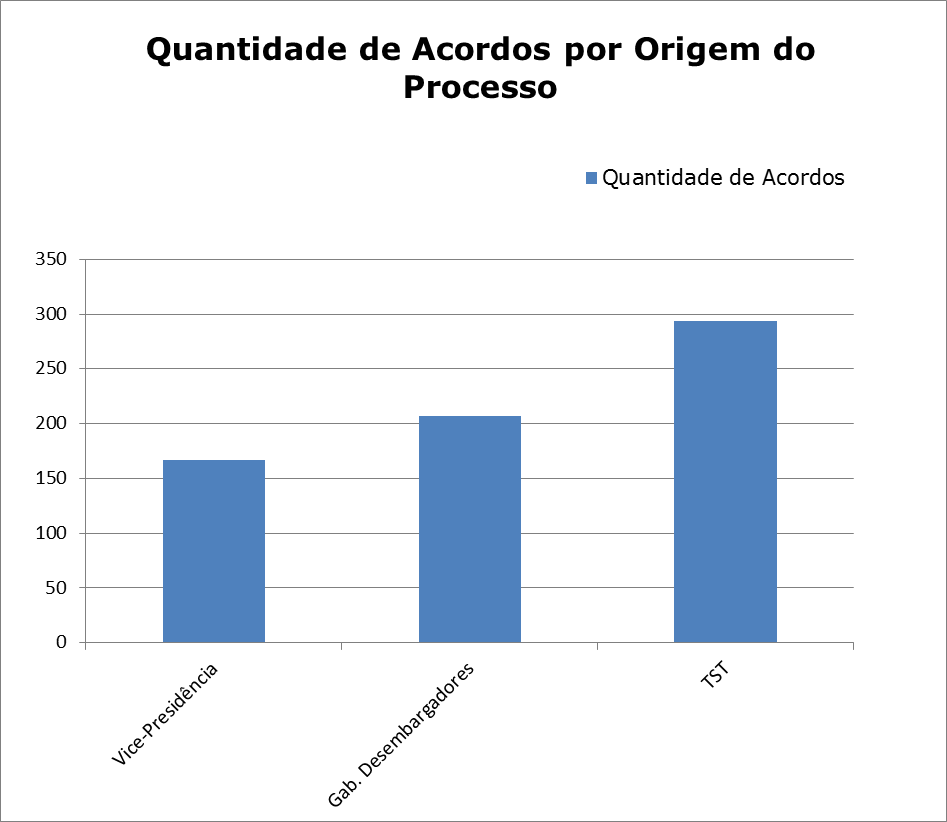 Quantidade de Acordos por Origem do
Processo
Quantidade de Acordos
350
300
250
200
150
100
50
0
Vice-Presidência
Gab. Desembargadores
TST